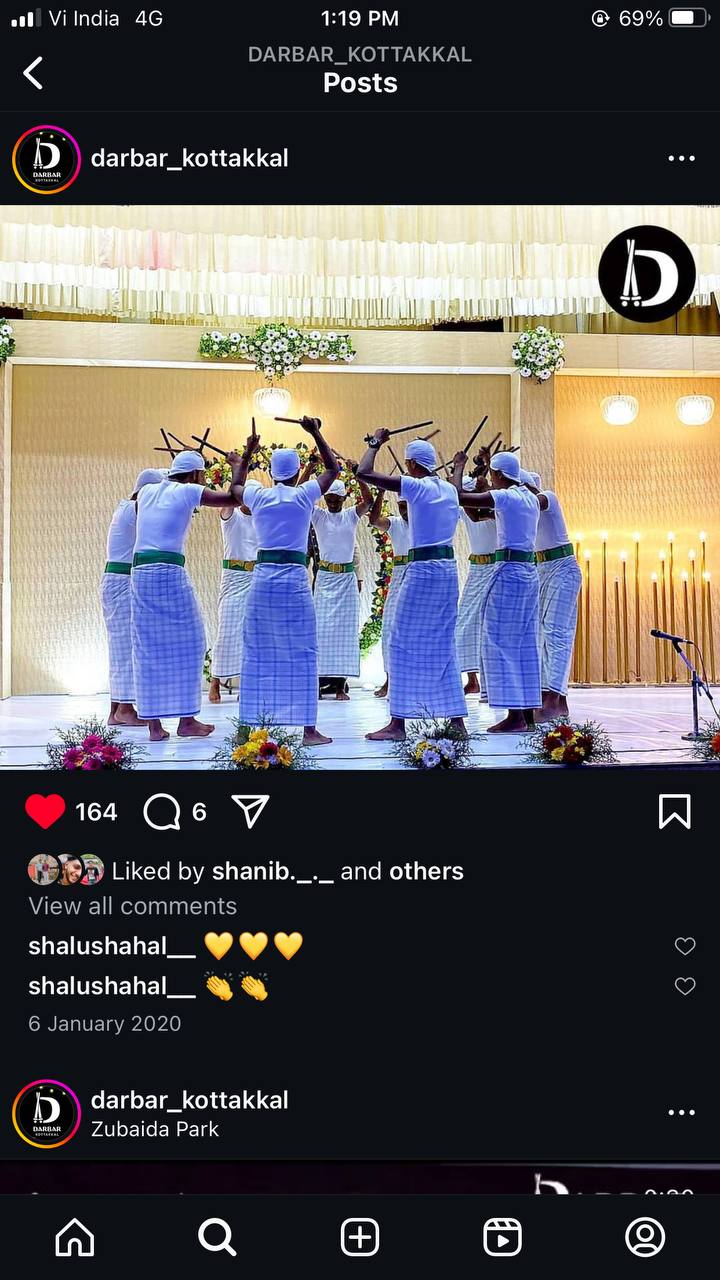 Vi India 4G 1:19 PM 69%
DARBAR_KOTTAKKAL
Posts
DARBAR
KOTTAKKAL
darbar_kottakkal
D
164 6
Liked by shanib._._ and others
View all comments
shalushahal__ 💛💛💛
shalushahal__ 👏👏
6 January 2020
DARBAR
KOTTAKKAL
darbar_kottakkal
Zubaida Park